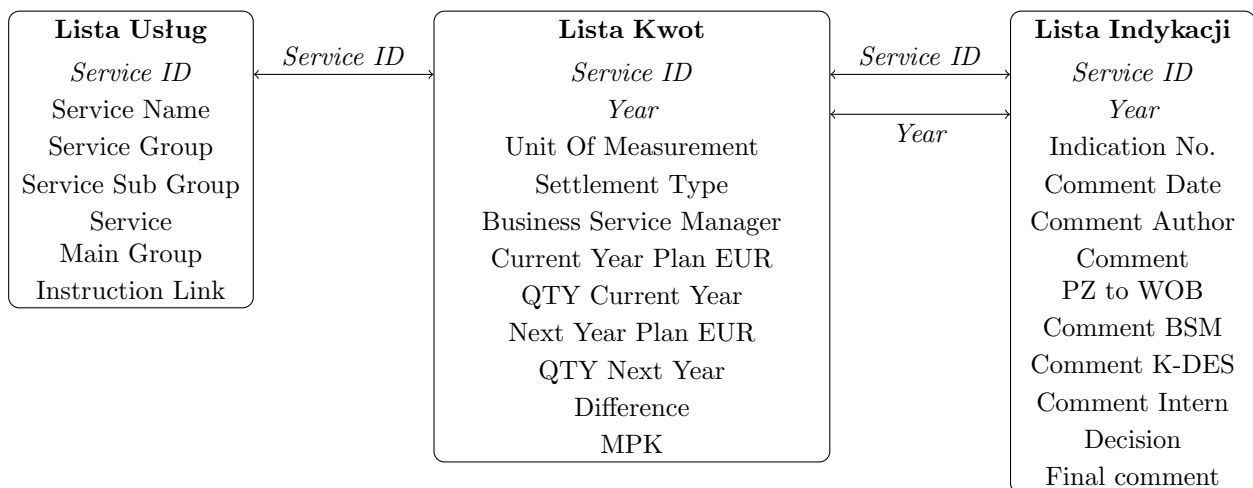 Lista Usług
Service ID
Service Name
Service Group
Service Sub Group
Service
Main Group
Instruction Link
Service ID
Lista Kwot
Service ID
Year
Unit Of Measurement
Settlement Type
Business Service Manager
Current Year Plan EUR
QTY Current Year
Next Year Plan EUR
QTY Next Year
Difference
MPK
Service ID
Year
Lista Indykacji
Service ID
Year
Indication No.
Comment Date
Comment Author
Comment
PZ to WOB
Comment BSM
Comment K-DES
Comment Intern
Decision
Final comment